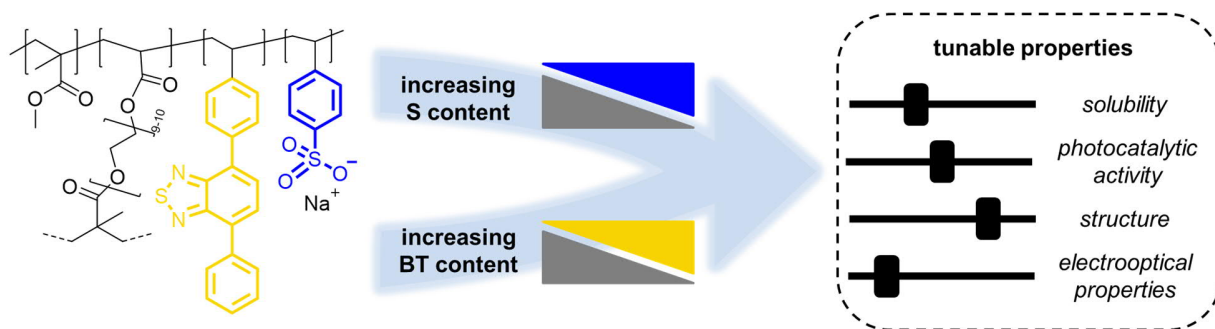 O
O
O
O
9-10
O
O
N
S
N
O
S
O
O−
Na+
increasing
S content
increasing
BT content
tunable properties
solubility
photocatalytic
activity
structure
electrooptical
properties